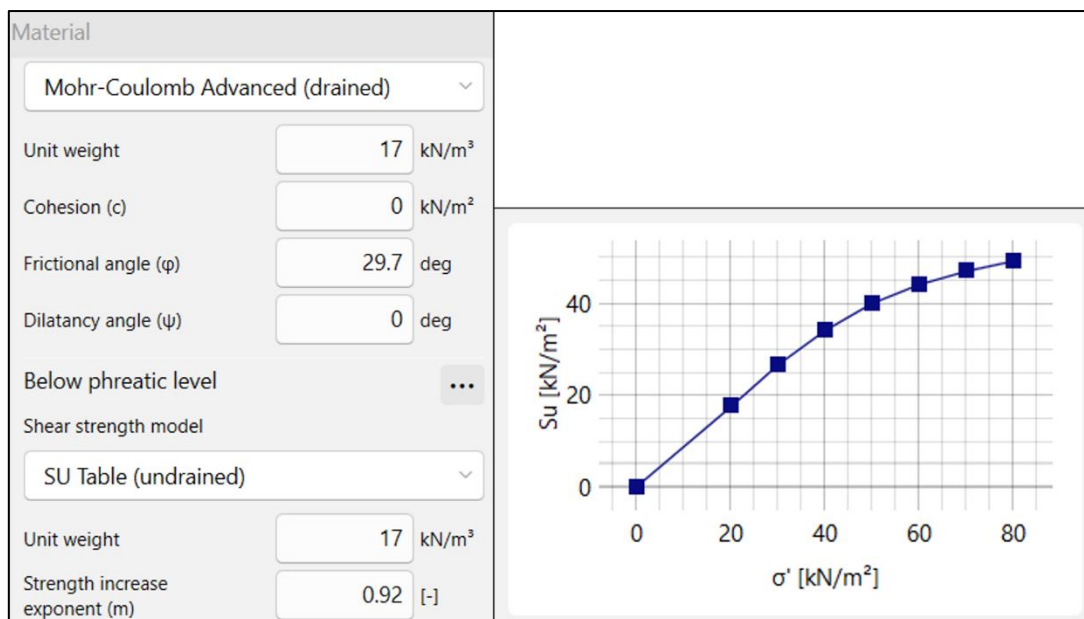 Material
Mohr-Coulomb Advanced (drained)
Unit weight 17 kN/m³
Cohesion (c) 0 kN/m²
Frictional angle (φ) 29.7 deg
Dilatancy angle (ψ) 0 deg
Below phreatic level ...
Shear strength model
SU Table (undrained)
Unit weight 17 kN/m³
Strength increase
exponent (m) 0.92 [-]
Su [kN/m²]
40
20
0
0 20 40 60 80
σ' [kN/m²]